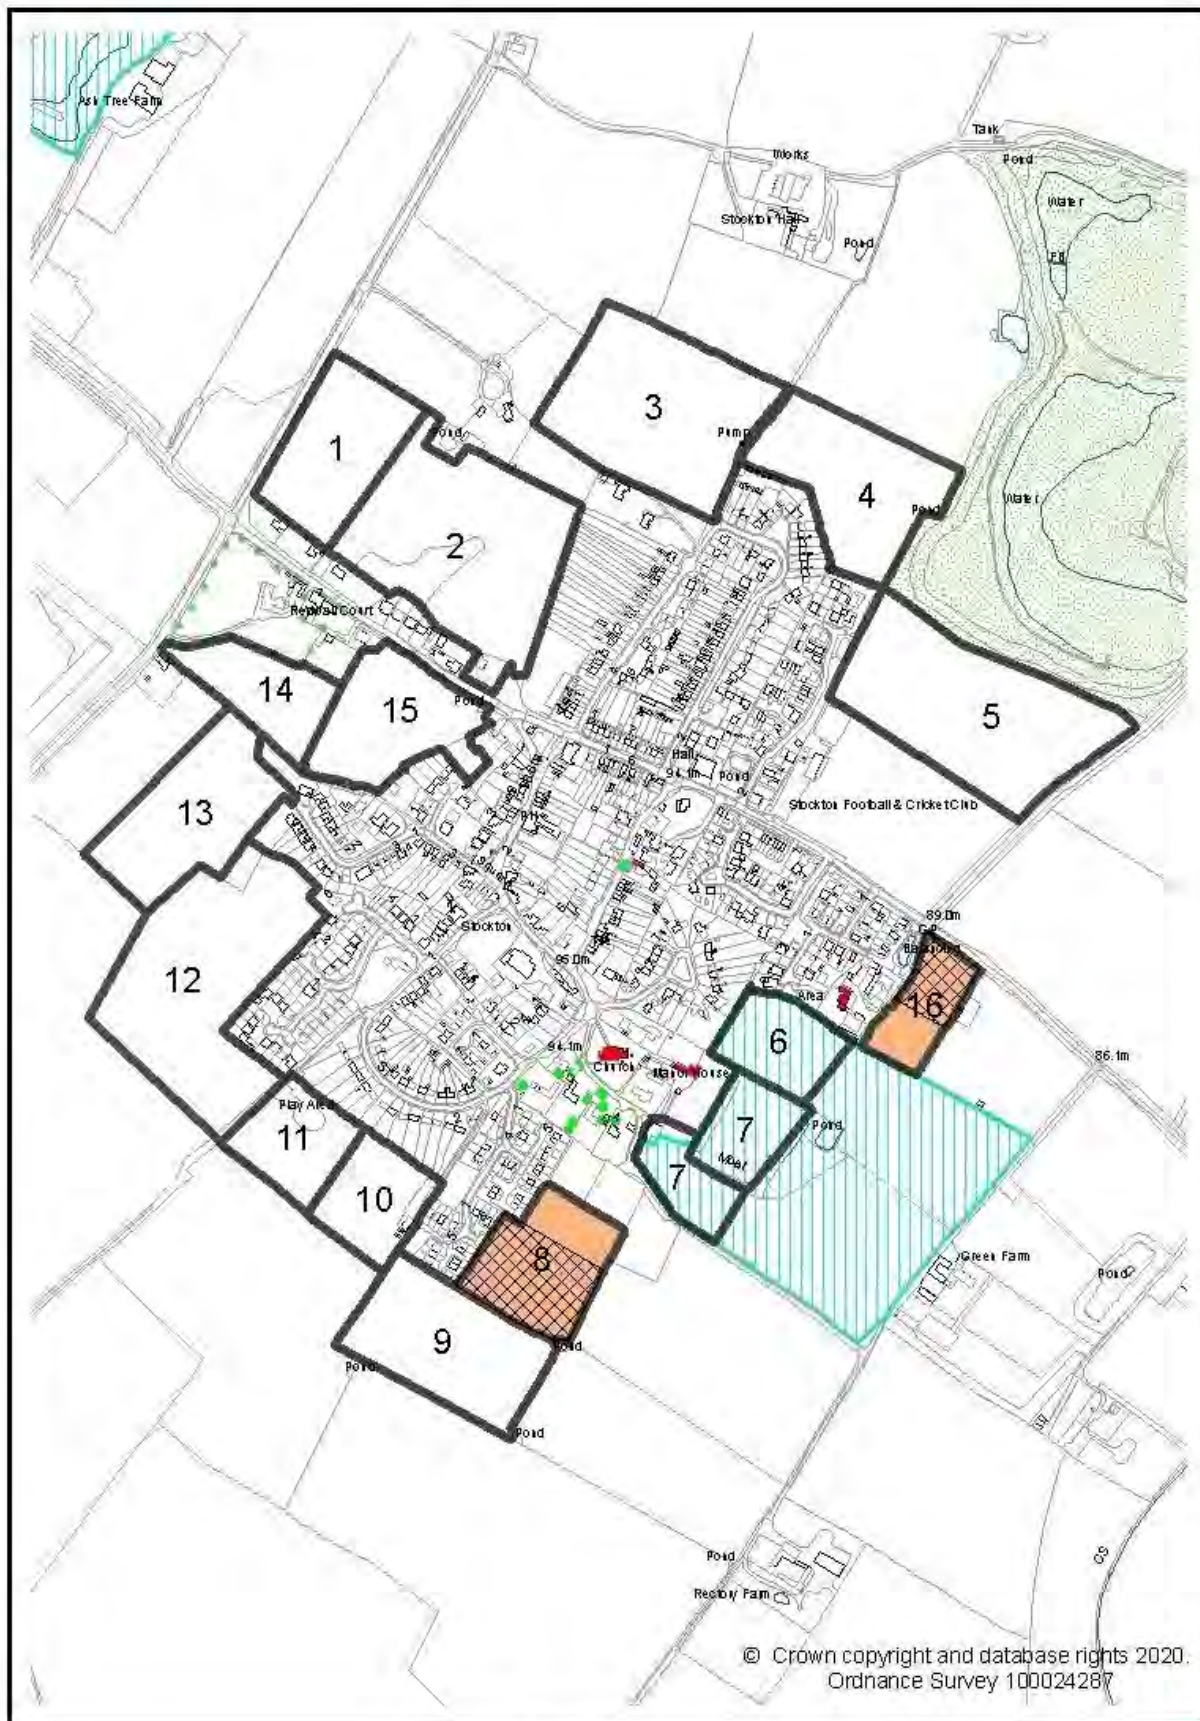 Ash Tree Farm
Tank
Pond
Works
Water
Stockton Hall
Pond
3
Pump
1
Pond
4
Pond
Water
2
14
15
Pond
5
Hall
94.1m
Pond
Stockton Football & Cricket Club
13
Stockton
89.0m
95.0m
12
Area
16
6
94.1m
Church
Manor House
86.1m
Play Area
11
7
Pond
Moat
7
10
8
Green Farm
Pond
9
Pond
Pond
Pond
Pond
Rectory Farm
© Crown copyright and database rights 2020.
Ordnance Survey 100024287